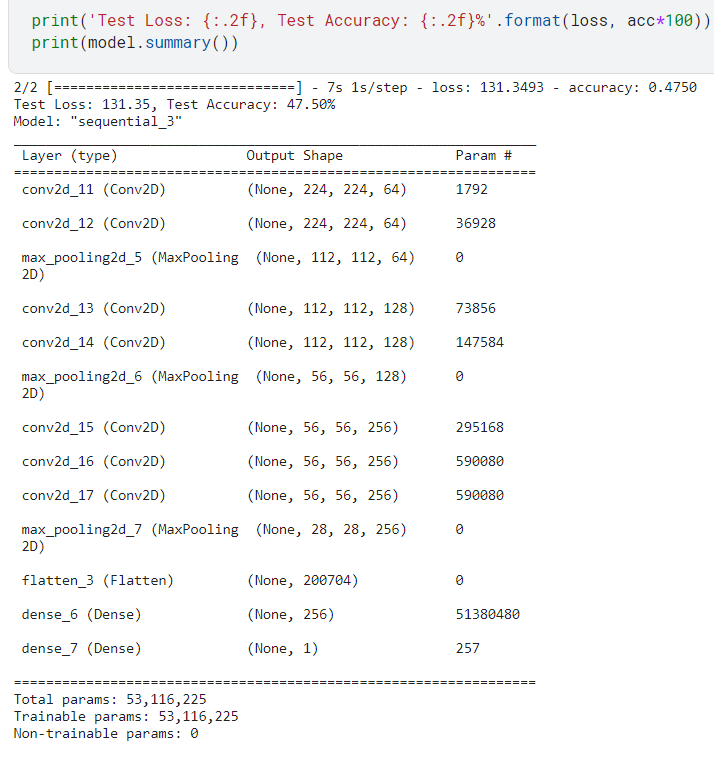 print('Test Loss: {:.2f}, Test Accuracy: {:.2f}%'.format(loss, acc*100))
print(model.summary())
2/2 [==============================] - 7s 1s/step - loss: 131.3493 - accuracy: 0.4750
Test Loss: 131.35, Test Accuracy: 47.50%
Model: "sequential_3"
_________________________________________________________________
Layer (type) Output Shape Param #
=================================================================
conv2d_11 (Conv2D) (None, 224, 224, 64) 1792
conv2d_12 (Conv2D) (None, 224, 224, 64) 36928
max_pooling2d_5 (MaxPooling (None, 112, 112, 64) 0
2D)
conv2d_13 (Conv2D) (None, 112, 112, 128) 73856
conv2d_14 (Conv2D) (None, 112, 112, 128) 147584
max_pooling2d_6 (MaxPooling (None, 56, 56, 128) 0
2D)
conv2d_15 (Conv2D) (None, 56, 56, 256) 295168
conv2d_16 (Conv2D) (None, 56, 56, 256) 590080
conv2d_17 (Conv2D) (None, 56, 56, 256) 590080
max_pooling2d_7 (MaxPooling (None, 28, 28, 256) 0
2D)
flatten_3 (Flatten) (None, 200704) 0
dense_6 (Dense) (None, 256) 51380480
dense_7 (Dense) (None, 1) 257
=================================================================
Total params: 53,116,225
Trainable params: 53,116,225
Non-trainable params: 0